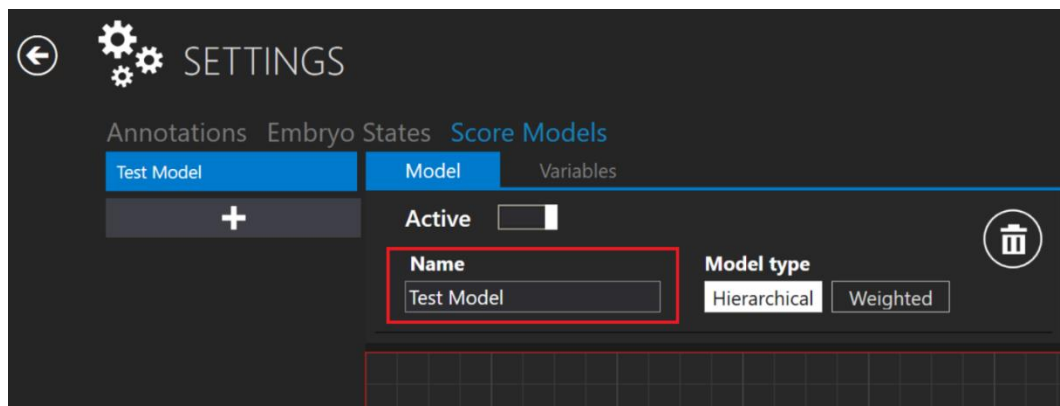 SETTINGS
Annotations Embryo States Score Models
Test Model
Model Variables
Active
Name
Test Model
Model type
Hierarchical Weighted